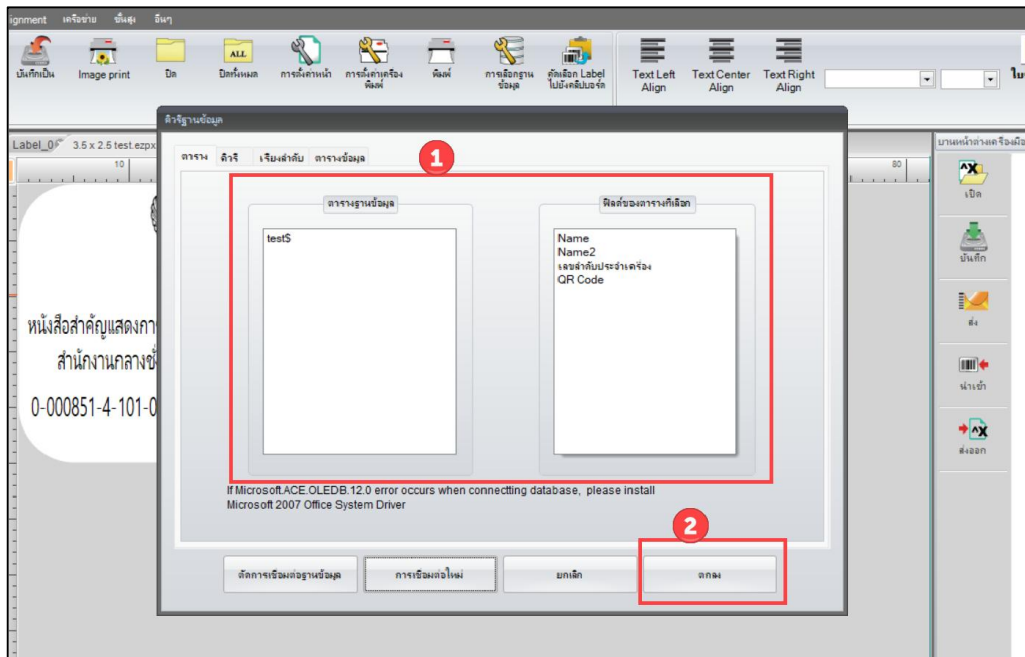 ignment เครือข่าย ขั้นสูง อื่นๆ
บันทึกเป็น
Image print
ปิด
ALL
ปิดทั้งหมด
การตั้งค่าหน้า
การตั้งค่าเครื่อง
พิมพ์
พิมพ์
การเลือกฐาน
ข้อมูล
คัดเลือก Label
ไปยังคลิปบอร์ด
Text Left
Align
Text Center
Align
Text Right
Align
คิวรีฐานข้อมูล
Label_0
3.5 x 2.5 test.ezpx
ตาราง คิวรี เรียงลำดับ ตารางข้อมูล
1
10
80
บานหน้าต่างเครื่องมือ
ตารางฐานข้อมูล
ฟิลด์ของตารางที่เลือก
test$
Name
Name2
เลขลำดับประจำเครื่อง
QR Code
เปิด
บันทึก
ส่ง
นำเข้า
ส่งออก
หนังสือสำคัญแสดงกา
สำนักงานกลางชั่
0-000851-4-101-0
If Microsoft.ACE.OLEDB.12.0 error occurs when connectting database, please install
Microsoft 2007 Office System Driver
2
ตัดการเชื่อมต่อฐานข้อมูล
การเชื่อมต่อใหม่
ยกเลิก
ตกลง